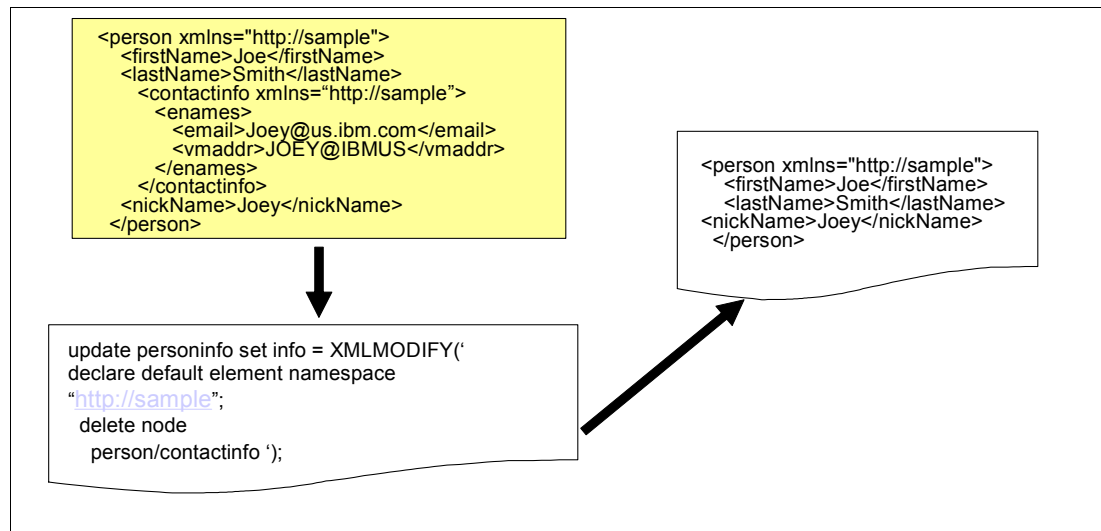 <person xmlns="http://sample">
<firstName>Joe</firstName>
<lastName>Smith</lastName>
<contactinfo xmlns=“http://sample”>
<enames>
<email>Joey@us.ibm.com</email>
<vmaddr>JOEY@IBMUS</vmaddr>
</enames>
</contactinfo>
<nickName>Joey</nickName>
</person>
update personinfo set info = XMLMODIFY(‘
declare default element namespace
“http://sample”;
delete node
person/contactinfo ‘);
<person xmlns="http://sample">
<firstName>Joe</firstName>
<lastName>Smith</lastName>
<nickName>Joey</nickName>
</person>